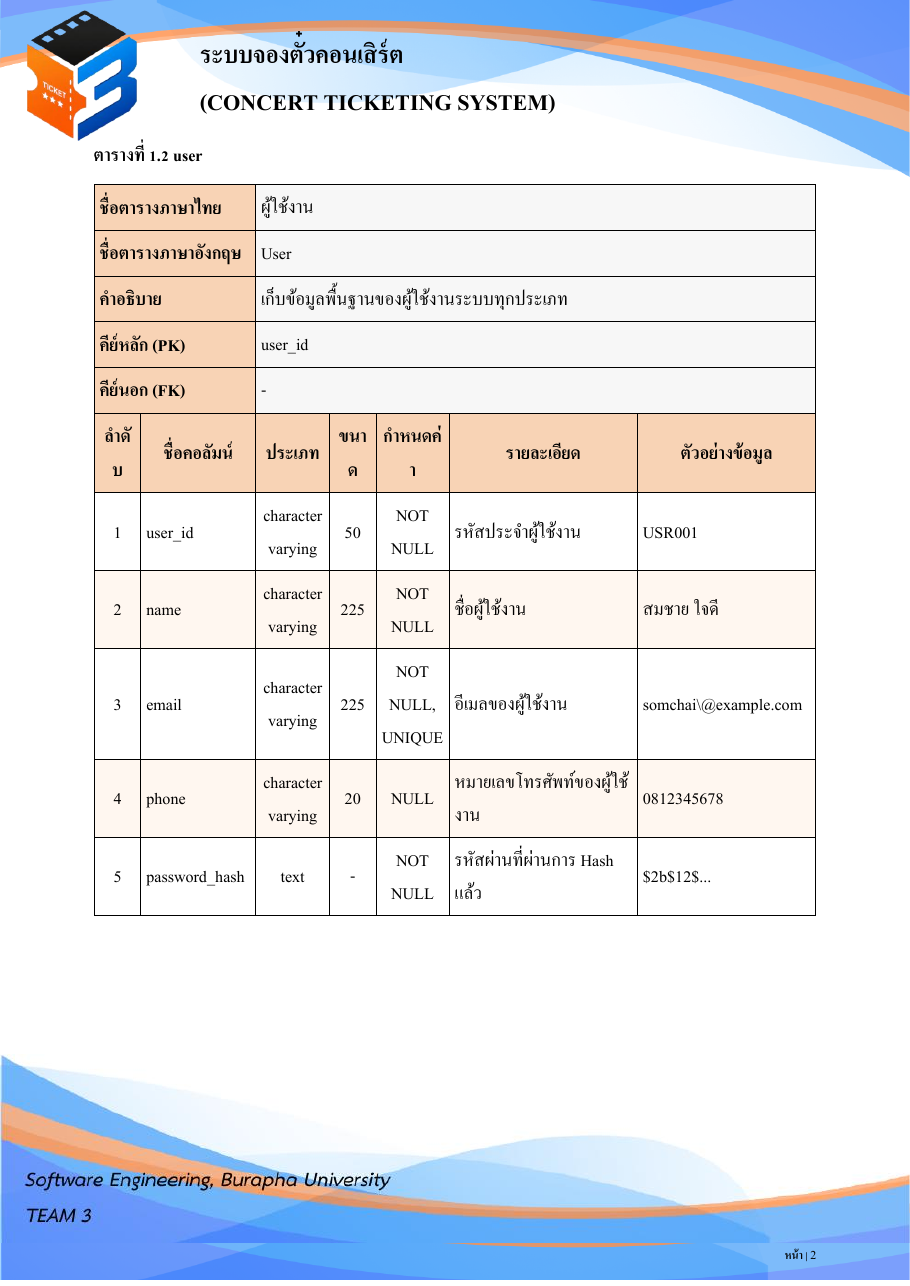 TICKET
3
ระบบจองตั๋วคอนเสิร์ต
(CONCERT TICKETING SYSTEM)
ตารางที่ 1.2 user
ชื่อตารางภาษาไทย ผู้ใช้งาน
ชื่อตารางภาษาอังกฤษ User
คำอธิบาย เก็บข้อมูลพื้นฐานของผู้ใช้งานระบบทุกประเภท
คีย์หลัก (PK) user_id
คีย์นอก (FK) -
ลำดั
บ
ชื่อคอลัมน์
ประเภท
ขนา
ด
กำหนดค่
า
รายละเอียด
ตัวอย่างข้อมูล
1
user_id
character
varying
50
NOT
NULL
รหัสประจำผู้ใช้งาน
USR001
2
name
character
varying
225
NOT
NULL
ชื่อผู้ใช้งาน
สมชาย ใจดี
3
email
character
varying
225
NOT
NULL,
UNIQUE
อีเมลของผู้ใช้งาน
somchai\@example.com
4
phone
character
varying
20
NULL
หมายเลขโทรศัพท์ของผู้ใช้
งาน
0812345678
5
password_hash
text
-
NOT
NULL
รหัสผ่านที่ผ่านการ Hash
แล้ว
$2b$12$...
Software Engineering, Burapha University
TEAM 3
หน้า | 2